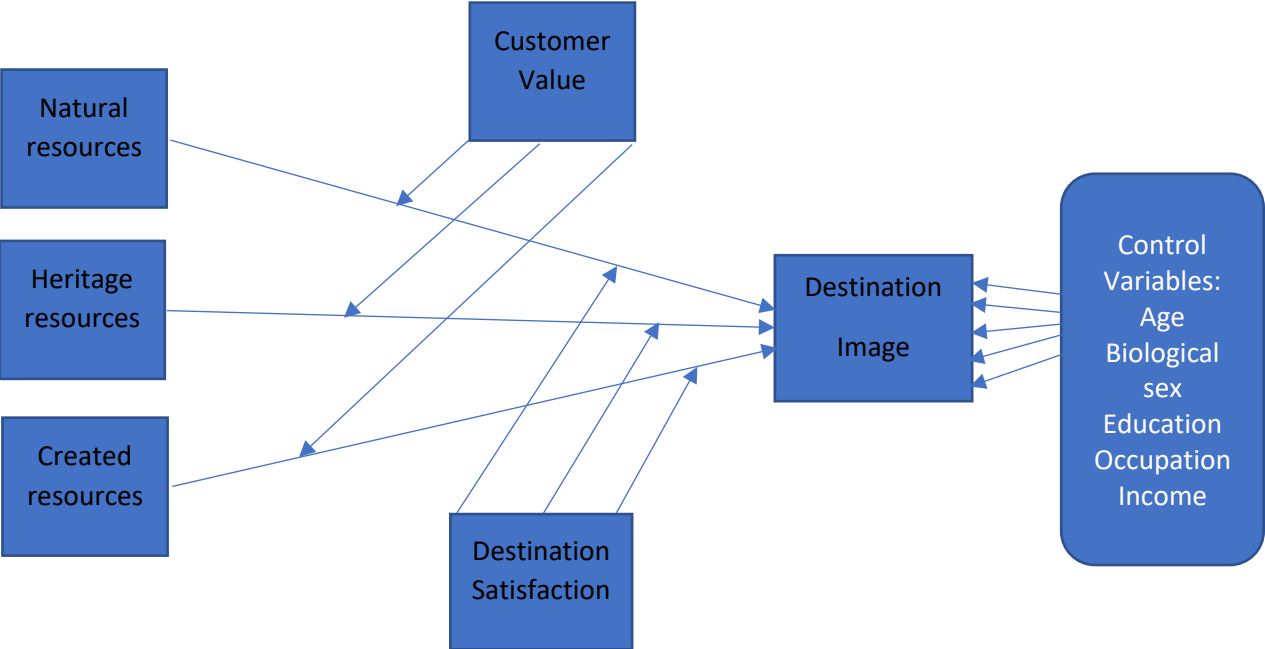 Customer
Value
Natural
resources
Heritage
resources
Created
resources
Destination
Image
Destination
Satisfaction
Control
Variables:
Age
Biological
sex
Education
Occupation
Income